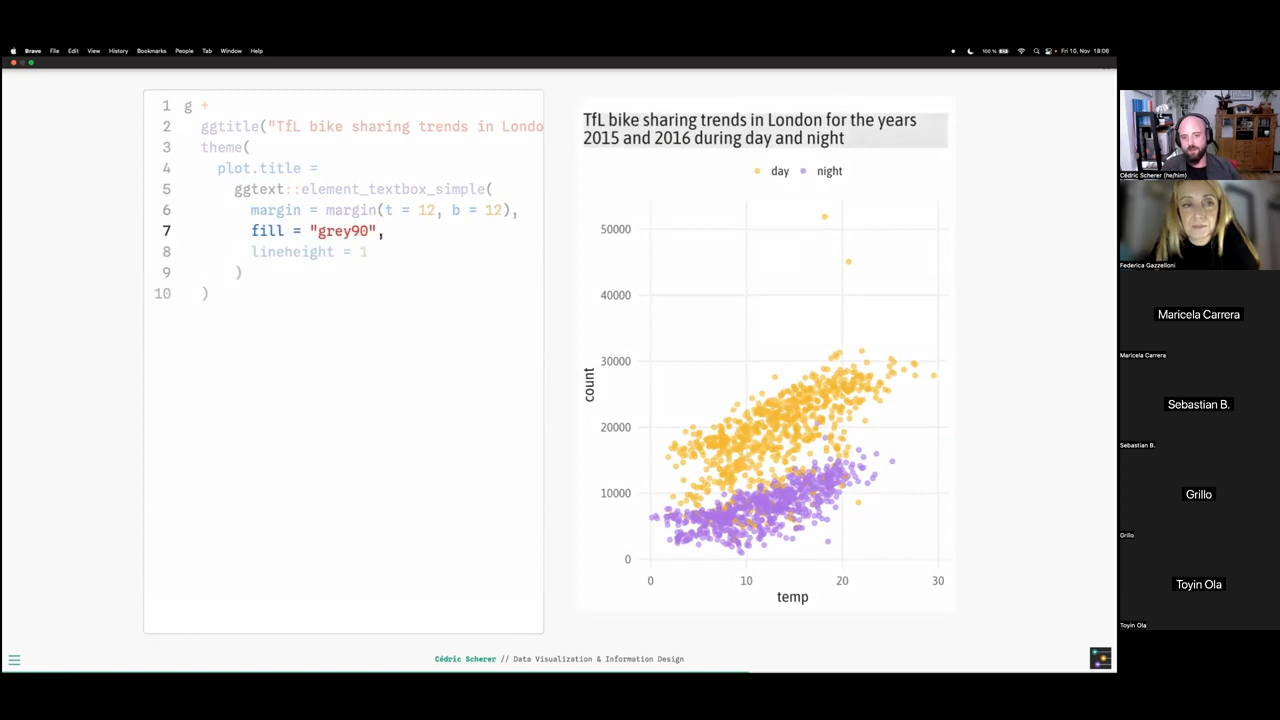 Brave File Edit View History Bookmarks People Tab Window Help
100 % Fri 10. Nov 18:06
1 g +
2 ggtitle("TfL bike sharing trends in Londo
3 theme(
4 plot.title =
5 ggtext::element_textbox_simple(
6 margin = margin(t = 12, b = 12),
7 fill = "grey90",
8 lineheight = 1
9 )
10 )
TfL bike sharing trends in London for the years
2015 and 2016 during day and night
day night
50000
40000
30000
20000
10000
0
count
0 10 20 30
temp
Cédric Scherer // Data Visualization & Information Design
Cédric Scherer (he/him)
Federica Gazzelloni
Maricela Carrera
Maricela Carrera
Sebastian B.
Sebastian B.
Grillo
Grillo
Toyin Ola
Toyin Ola